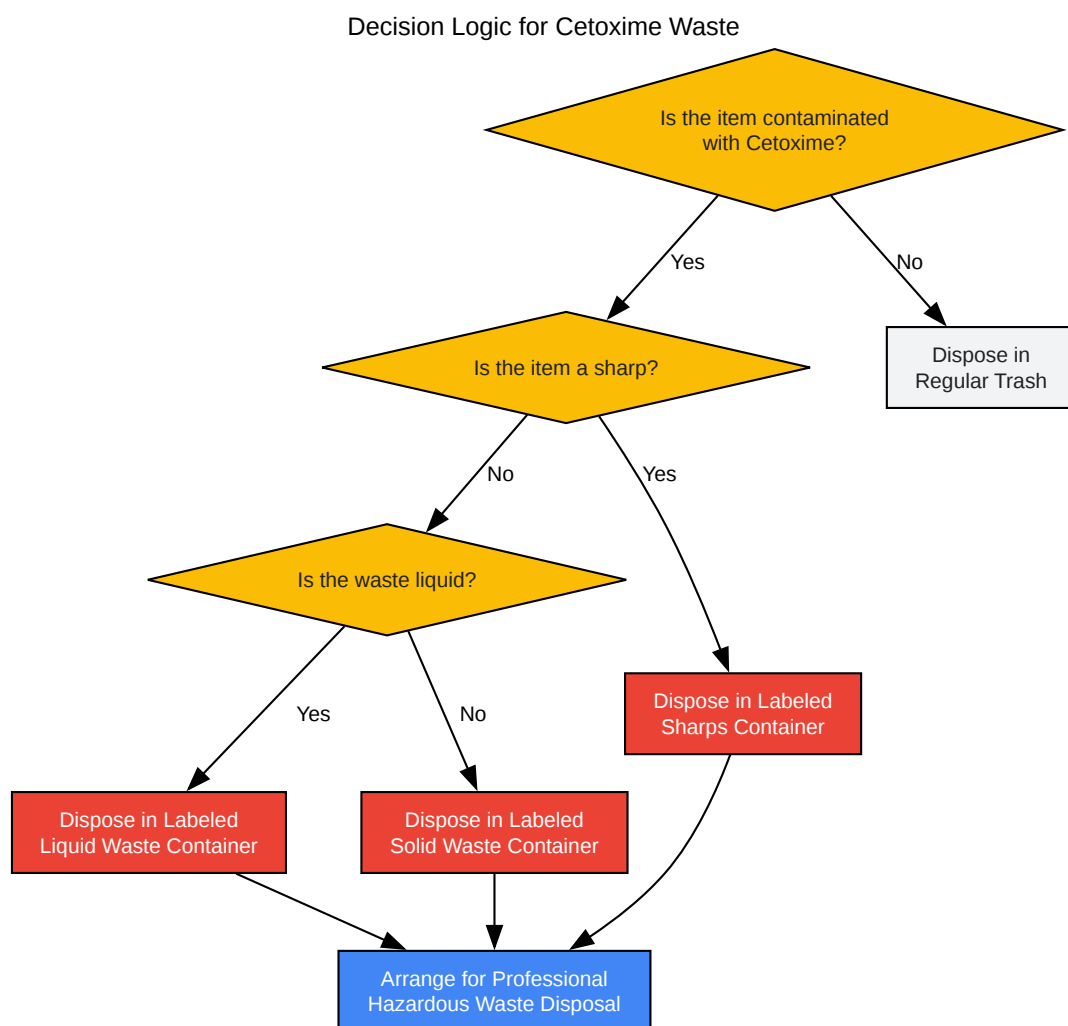 Decision Logic for Cetoxime Waste
Is the item contaminated
with Cetoxime?
Yes
No
Is the item a sharp?
Dispose in
Regular Trash
No
Yes
Is the waste liquid?
Yes
No
Dispose in Labeled
Sharps Container
Dispose in Labeled
Liquid Waste Container
Dispose in Labeled
Solid Waste Container
Arrange for Professional
Hazardous Waste Disposal